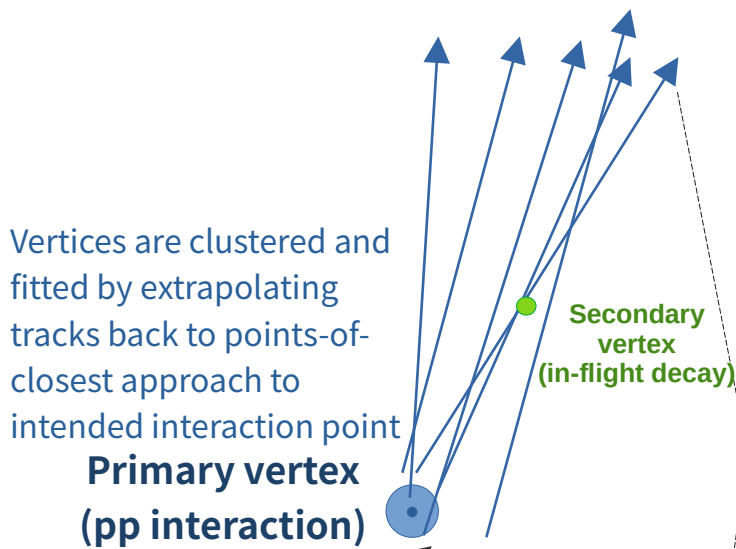 Vertices are clustered and
fitted by extrapolating
tracks back to points-of-
closest approach to
intended interaction point
Secondary
vertex
(in-flight decay)
Primary vertex
(pp interaction)